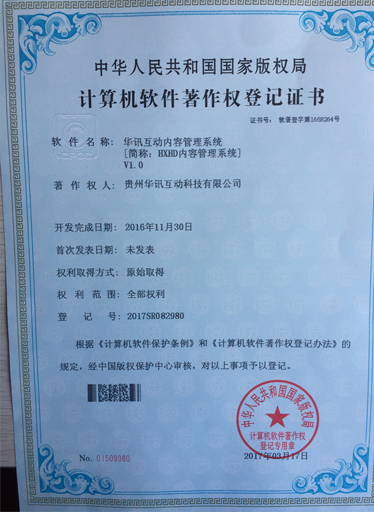 中华人民共和国国家版权局
计算机软件著作权登记证书
证书号： 软著登字第1668264号
软件名称： 华讯互动内容管理系统
[简称：HXHD内容管理系统]
V1.0
著作权人： 贵州华讯互动科技有限公司
开发完成日期： 2016年11月30日
首次发表日期： 未发表
权利取得方式： 原始取得
权利范围： 全部权利
登记号： 2017SR082980
根据《计算机软件保护条例》和《计算机软件著作权登记办法》的
规定，经中国版权保护中心审核，对以上事项予以登记。
中华人民共和国国家版权局
计算机软件著作权
登记专用章
No. 01509360
2017年03月17日